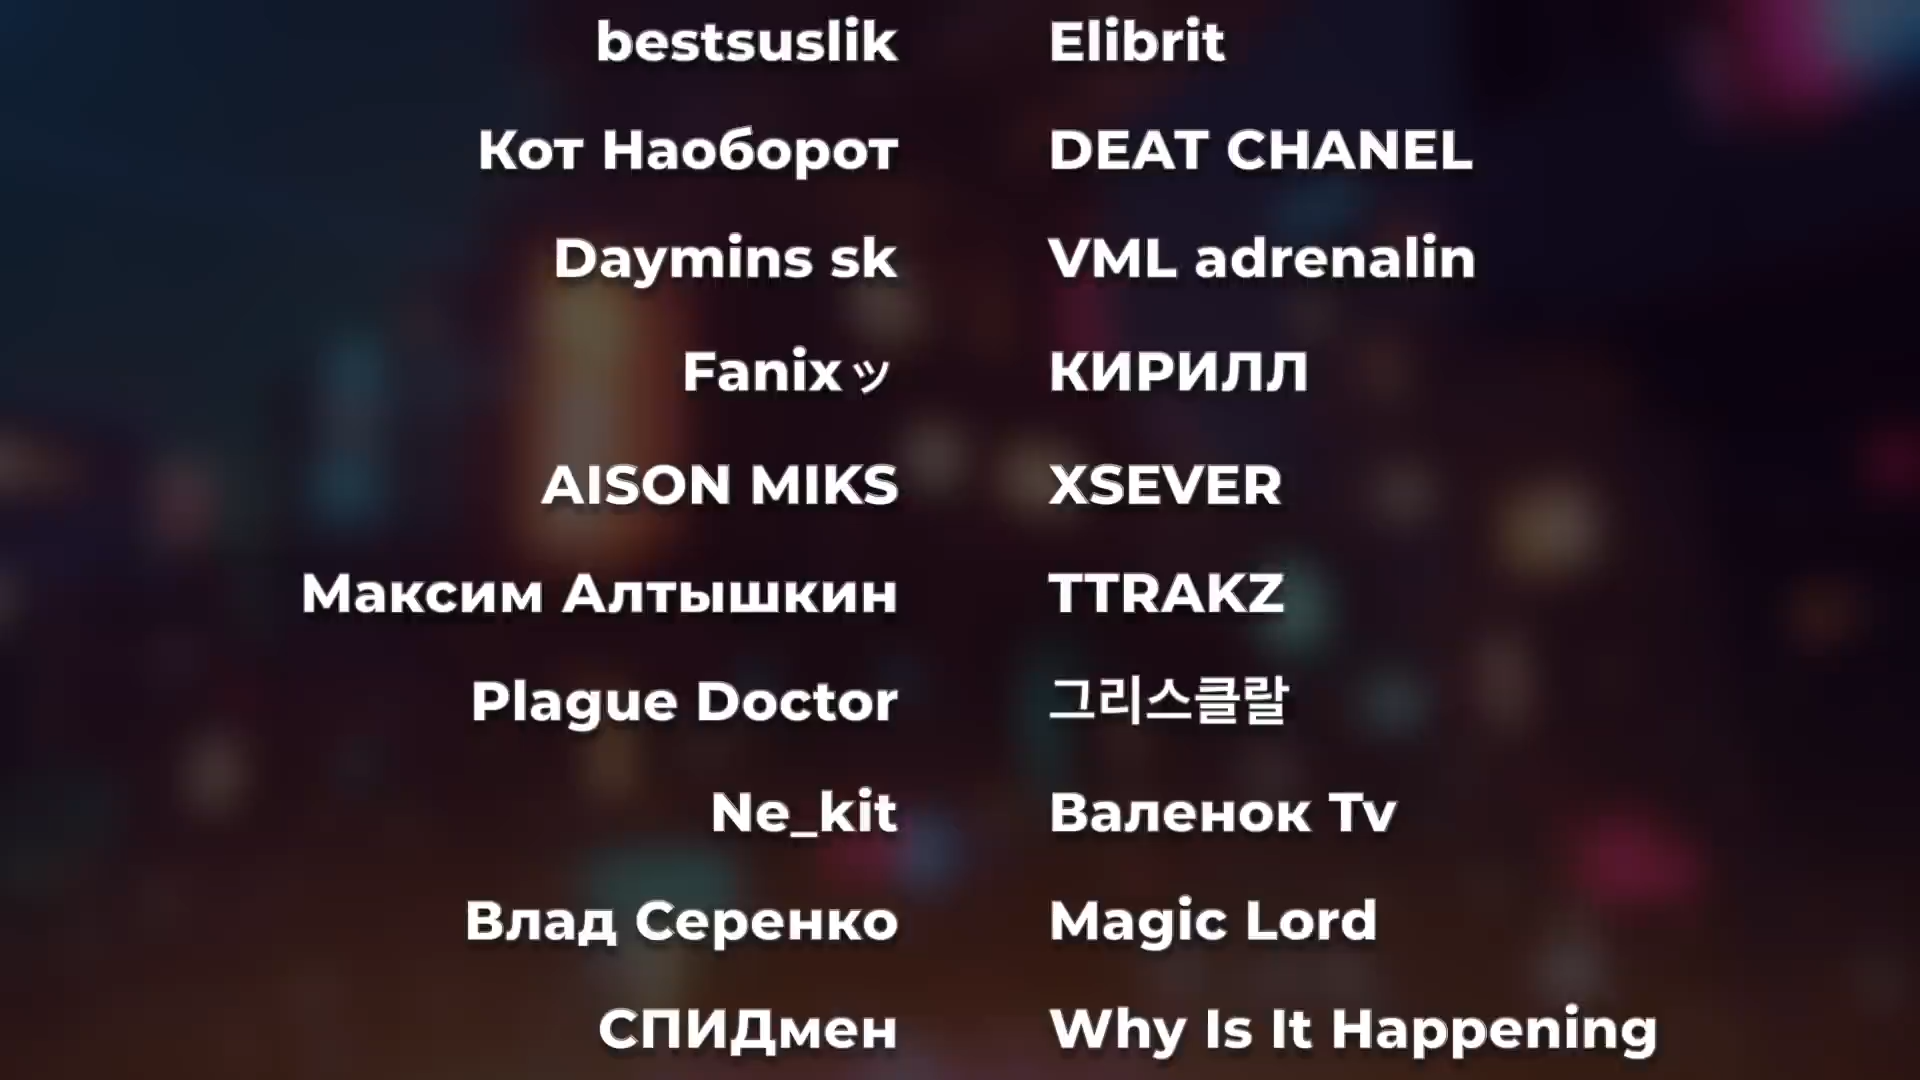 bestsuslik Elibrit
Кот Наоборот DEAT CHANEL
Daymins sk VML adrenalin
Fanixツ КИРИЛЛ
AISON MIKS XSEVER
Максим Алтышкин TTRAKZ
Plague Doctor 그리스클랄
Ne_kit Валенок Tv
Влад Серенко Magic Lord
СПИДмен Why Is It Happening